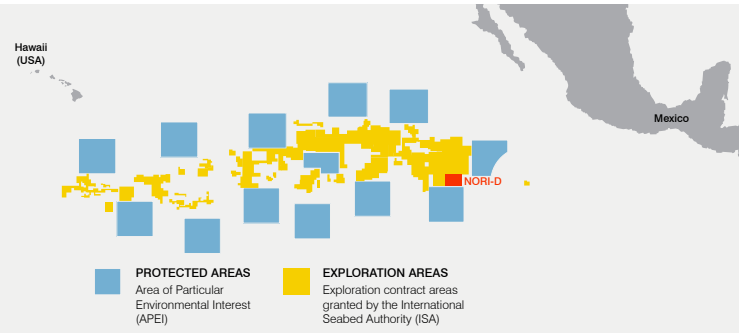 Hawaii
(USA)
Mexico
NORI-D
PROTECTED AREAS
Area of Particular
Environmental Interest
(APEI)
EXPLORATION AREAS
Exploration contract areas
granted by the International
Seabed Authority (ISA)